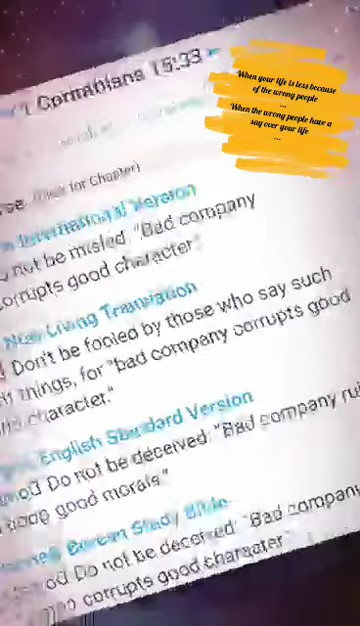 1 Corinthians 15:33
(Click for Chapter)
International Version
not be misled: "Bad company
corrupts good character."
New Living Translation
Don't be fooled by those who say such
things, for "bad company corrupts good
character."
English Standard Version
Do not be deceived: "Bad company
good morals."
Berean Study Bible
Do not be deceived: "Bad company
corrupts good character
When your life is less because
of the wrong people
...
When the wrong people have a
say over your life
...